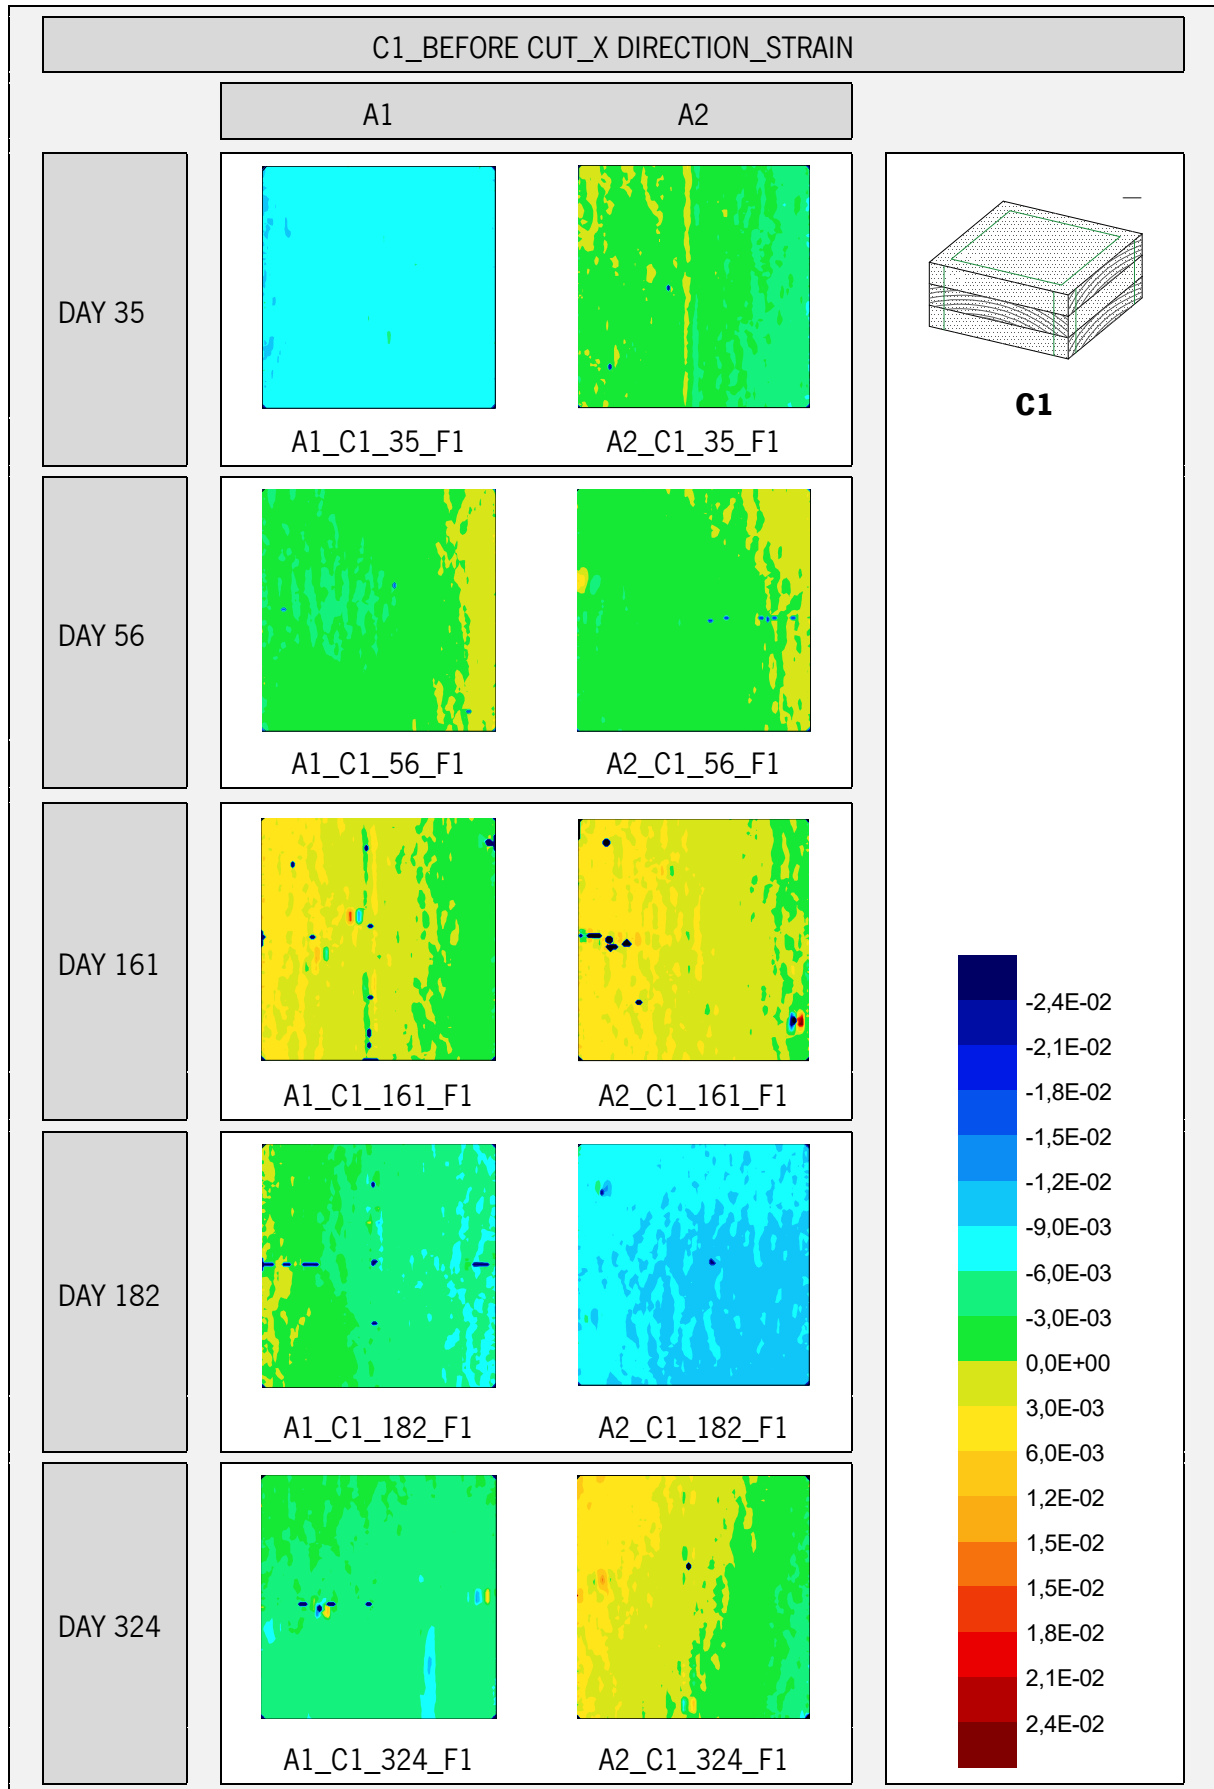 C1_BEFORE CUT_X DIRECTION_STRAIN
A1 A2
DAY 35
A1_C1_35_F1 A2_C1_35_F1
C1
DAY 56
A1_C1_56_F1 A2_C1_56_F1
DAY 161
A1_C1_161_F1 A2_C1_161_F1
DAY 182
A1_C1_182_F1 A2_C1_182_F1
DAY 324
A1_C1_324_F1 A2_C1_324_F1
-2,4E-02
-2,1E-02
-1,8E-02
-1,5E-02
-1,2E-02
-9,0E-03
-6,0E-03
-3,0E-03
0,0E+00
3,0E-03
6,0E-03
1,2E-02
1,5E-02
1,5E-02
1,8E-02
2,1E-02
2,4E-02